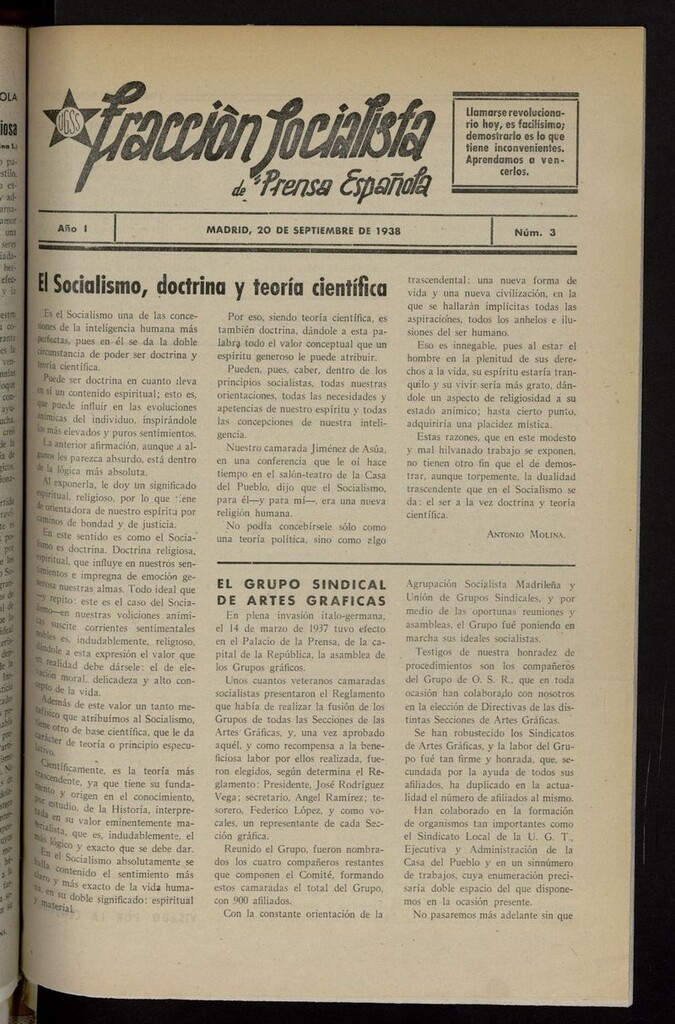 UGSS
Fracción Socialista
de Prensa Española
Llamarse revoluciona-
rio hoy, es facilísimo;
demostrarlo es lo que
tiene inconvenientes.
Aprendamos a ven-
cerlos.
Año I
MADRID, 20 DE SEPTIEMBRE DE 1938
Núm. 3
El Socialismo, doctrina y teoría científica
Es el Socialismo una de las conce-
siones de la inteligencia humana más
perfectas, pues en él se da la doble
circunstancia de poder ser doctrina y
teoría científica.
Puede ser doctrina en cuanto lleva
en sí un contenido espiritual; esto es,
que puede influir en las evoluciones
anímicas del individuo, inspirándole
los más elevados y puros sentimientos.
La anterior afirmación, aunque a al-
gunos les parezca absurdo, está dentro
de la lógica más absoluta.
Al exponerla, le doy un significado
espiritual, religioso, por lo que tiene
de orientadora de nuestro espíritu por
caminos de bondad y de justicia.
En este sentido es como el Socia-
lismo es doctrina. Doctrina religiosa,
espiritual, que influye en nuestros sen-
timientos e impregna de emoción ge-
nerosa nuestras almas. Todo ideal que
—y repito: este es el caso del Socia-
lismo—en nuestras voliciones aními-
cas suscite corrientes sentimentales
nobles es, indudablemente, religioso,
dándole a esta expresión el valor que
en realidad debe dársele: el de ele-
vación moral, delicadeza y alto con-
cepto de la vida.
Además de este valor un tanto me-
tafísico que atribuimos al Socialismo,
tiene otro de base científica, que le da
carácter de teoría o principio especu-
lativo.
Científicamente, es la teoría más
trascendente, ya que tiene su funda-
mento y origen en el conocimiento,
por estudio, de la Historia, interpre-
tada en su valor eminentemente ma-
terialista, que es, indudablemente, el
más lógico y exacto que se debe dar.
En el Socialismo absolutamente se
halla contenido el sentimiento más
claro y más exacto de la vida huma-
na, en su doble significado: espiritual
y material.
Por eso, siendo teoría científica, es
también doctrina, dándole a esta pa-
labra todo el valor conceptual que un
espíritu generoso le puede atribuir.
Pueden, pues, caber, dentro de los
principios socialistas, todas nuestras
orientaciones, todas las necesidades y
apetencias de nuestro espíritu y todas
las concepciones de nuestra inteli-
gencia.
Nuestro camarada Jiménez de Asúa,
en una conferencia que le oí hace
tiempo en el salón-teatro de la Casa
del Pueblo, dijo que el Socialismo,
para él—y para mí—, era una nueva
religión humana.
No podía concebírsele sólo como
una teoría política, sino como algo
trascendental: una nueva forma de
vida y una nueva civilización, en la
que se hallarán implícitas todas las
aspiraciones, todos los anhelos e ilu-
siones del ser humano.
Eso es innegable, pues al estar el
hombre en la plenitud de sus dere-
chos a la vida, su espíritu estaría tran-
quilo y su vivir sería más grato, dán-
dole un aspecto de religiosidad a su
estado anímico; hasta cierto punto,
adquiriría una placidez mística.
Estas razones, que en este modesto
y mal hilvanado trabajo se exponen,
no tienen otro fin que el de demos-
trar, aunque torpemente, la dualidad
trascendente que en el Socialismo se
da: el ser a la vez doctrina y teoría
científica.
ANTONIO MOLINA.
EL GRUPO SINDICAL
DE ARTES GRAFICAS
En plena invasión italo-germana,
el 14 de marzo de 1937 tuvo efecto
en el Palacio de la Prensa, de la ca-
pital de la República, la asamblea de
los Grupos gráficos.
Unos cuantos veteranos camaradas
socialistas presentaron el Reglamento
que había de realizar la fusión de los
Grupos de todas las Secciones de las
Artes Gráficas, y, una vez aprobado
aquél, y como recompensa a la bene-
ficiosa labor por ellos realizada, fue-
ron elegidos, según determina el Re-
glamento: Presidente, José Rodríguez
Vega; secretario, Angel Ramírez; te-
sorero, Federico López, y como vo-
cales, un representante de cada Sec-
ción gráfica.
Reunido el Grupo, fueron nombra-
dos los cuatro compañeros restantes
que componen el Comité, formando
estos camaradas el total del Grupo,
con 900 afiliados.
Con la constante orientación de la
Agrupación Socialista Madrileña y
Unión de Grupos Sindicales, y por
medio de las oportunas reuniones y
asambleas, el Grupo fué poniendo en
marcha sus ideales socialistas.
Testigos de nuestra honradez de
procedimientos son los compañeros
del Grupo de O. S. R., que en toda
ocasión han colaborado con nosotros
en la elección de Directivas de las dis-
tintas Secciones de Artes Gráficas.
Se han robustecido los Sindicatos
de Artes Gráficas, y la labor del Gru-
po fué tan firme y honrada, que, se-
cundada por la ayuda de todos sus
afiliados, ha duplicado en la actua-
lidad el número de afiliados al mismo.
Han colaborado en la formación
de organismos tan importantes como
el Sindicato Local de la U. G. T.,
Ejecutiva y Administración de la
Casa del Pueblo y en un sinnúmero
de trabajos, cuya enumeración preci-
saría doble espacio del que dispone-
mos en la ocasión presente.
No pasaremos más adelante sin que